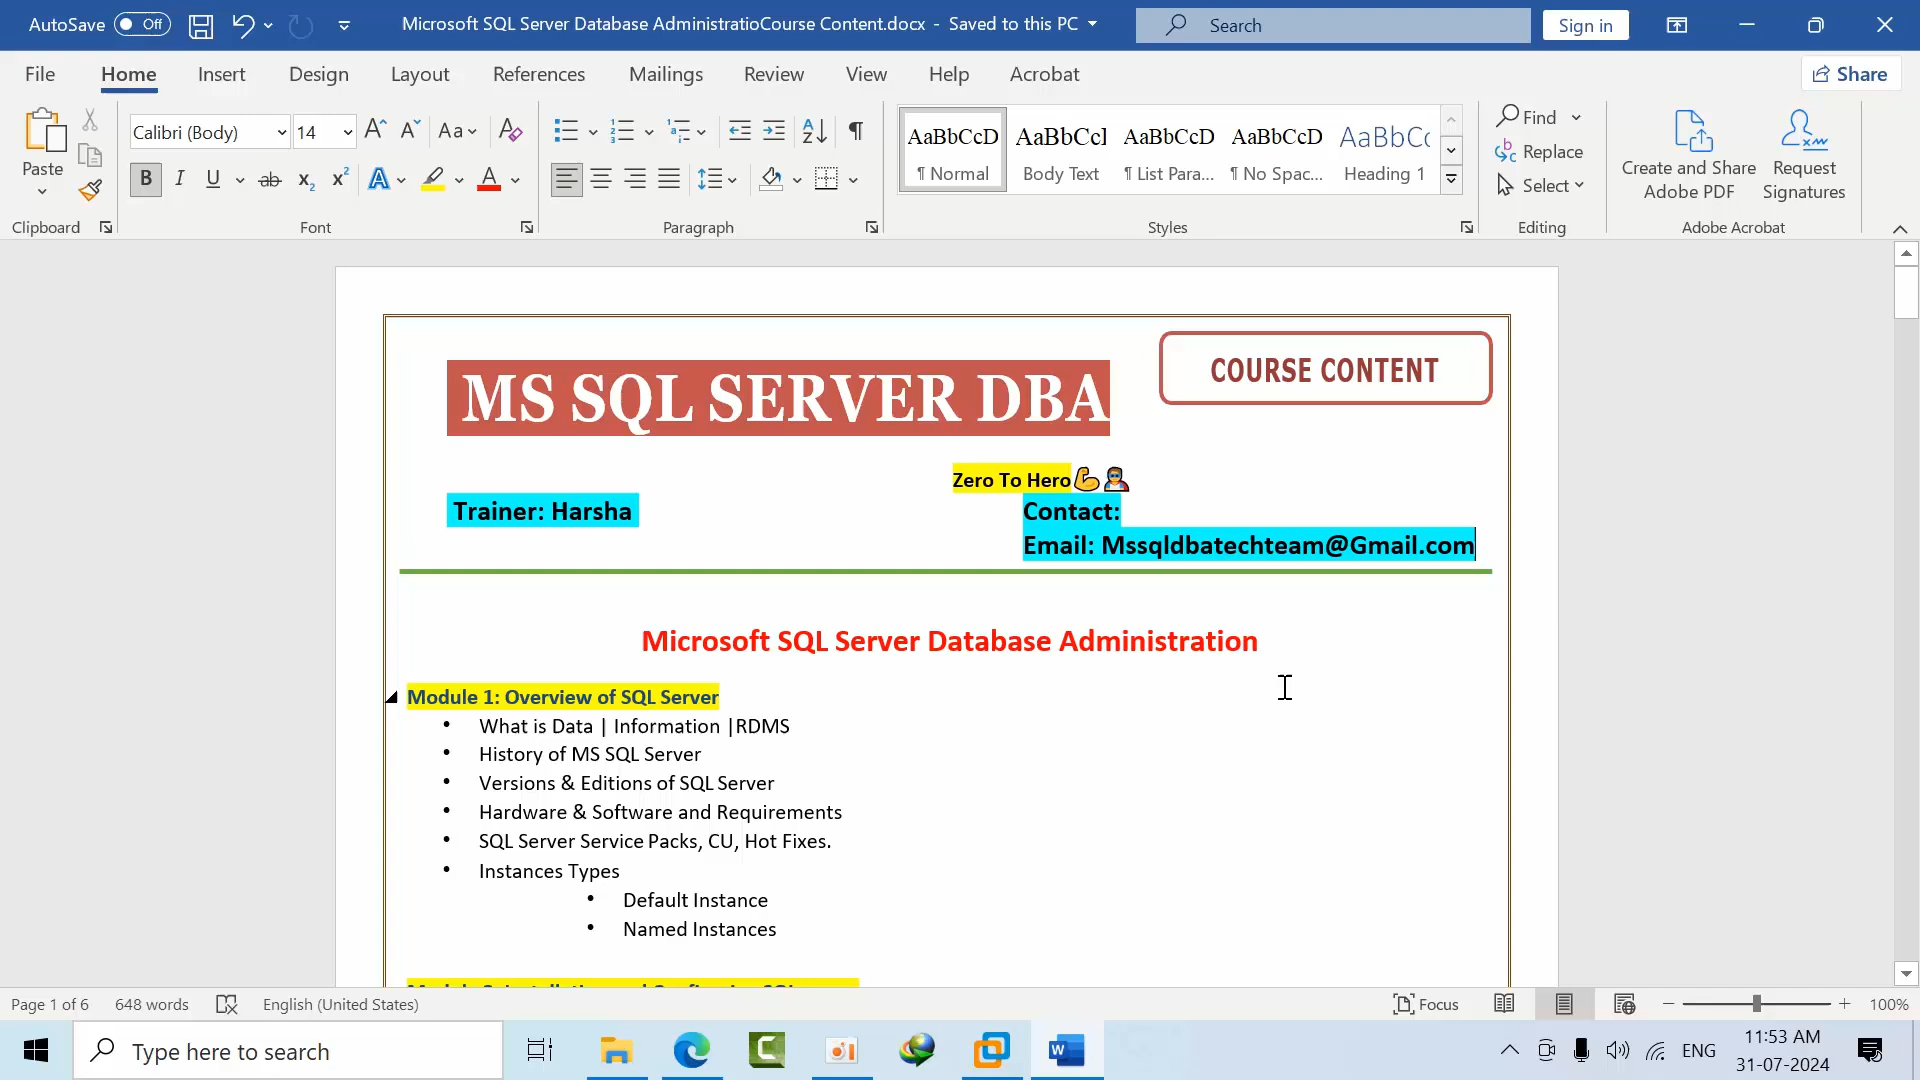 AutoSave Off Microsoft SQL Server Database AdministratioCourse Content.docx - Saved to this PC Search Sign in
File Home Insert Design Layout References Mailings Review View Help Acrobat Share
Paste
Clipboard
Calibri (Body) 14
Font
Paragraph
AaBbCcD AaBbCcI AaBbCcD AaBbCcD AaBbCc
¶ Normal Body Text ¶ List Para... ¶ No Spac... Heading 1
Styles
Find
Replace
Select
Editing
Create and Share Adobe PDF
Request Signatures
Adobe Acrobat
MS SQL SERVER DBA
COURSE CONTENT
Zero To Hero💪🦸
Trainer: Harsha Contact:
Email: Mssqldbatechteam@Gmail.com
Microsoft SQL Server Database Administration
Module 1: Overview of SQL Server
• What is Data | Information |RDMS
• History of MS SQL Server
• Versions & Editions of SQL Server
• Hardware & Software and Requirements
• SQL Server Service Packs, CU, Hot Fixes.
• Instances Types
• Default Instance
• Named Instances
Page 1 of 6 648 words English (United States) Focus 100%
Type here to search
ENG
11:53 AM
31-07-2024